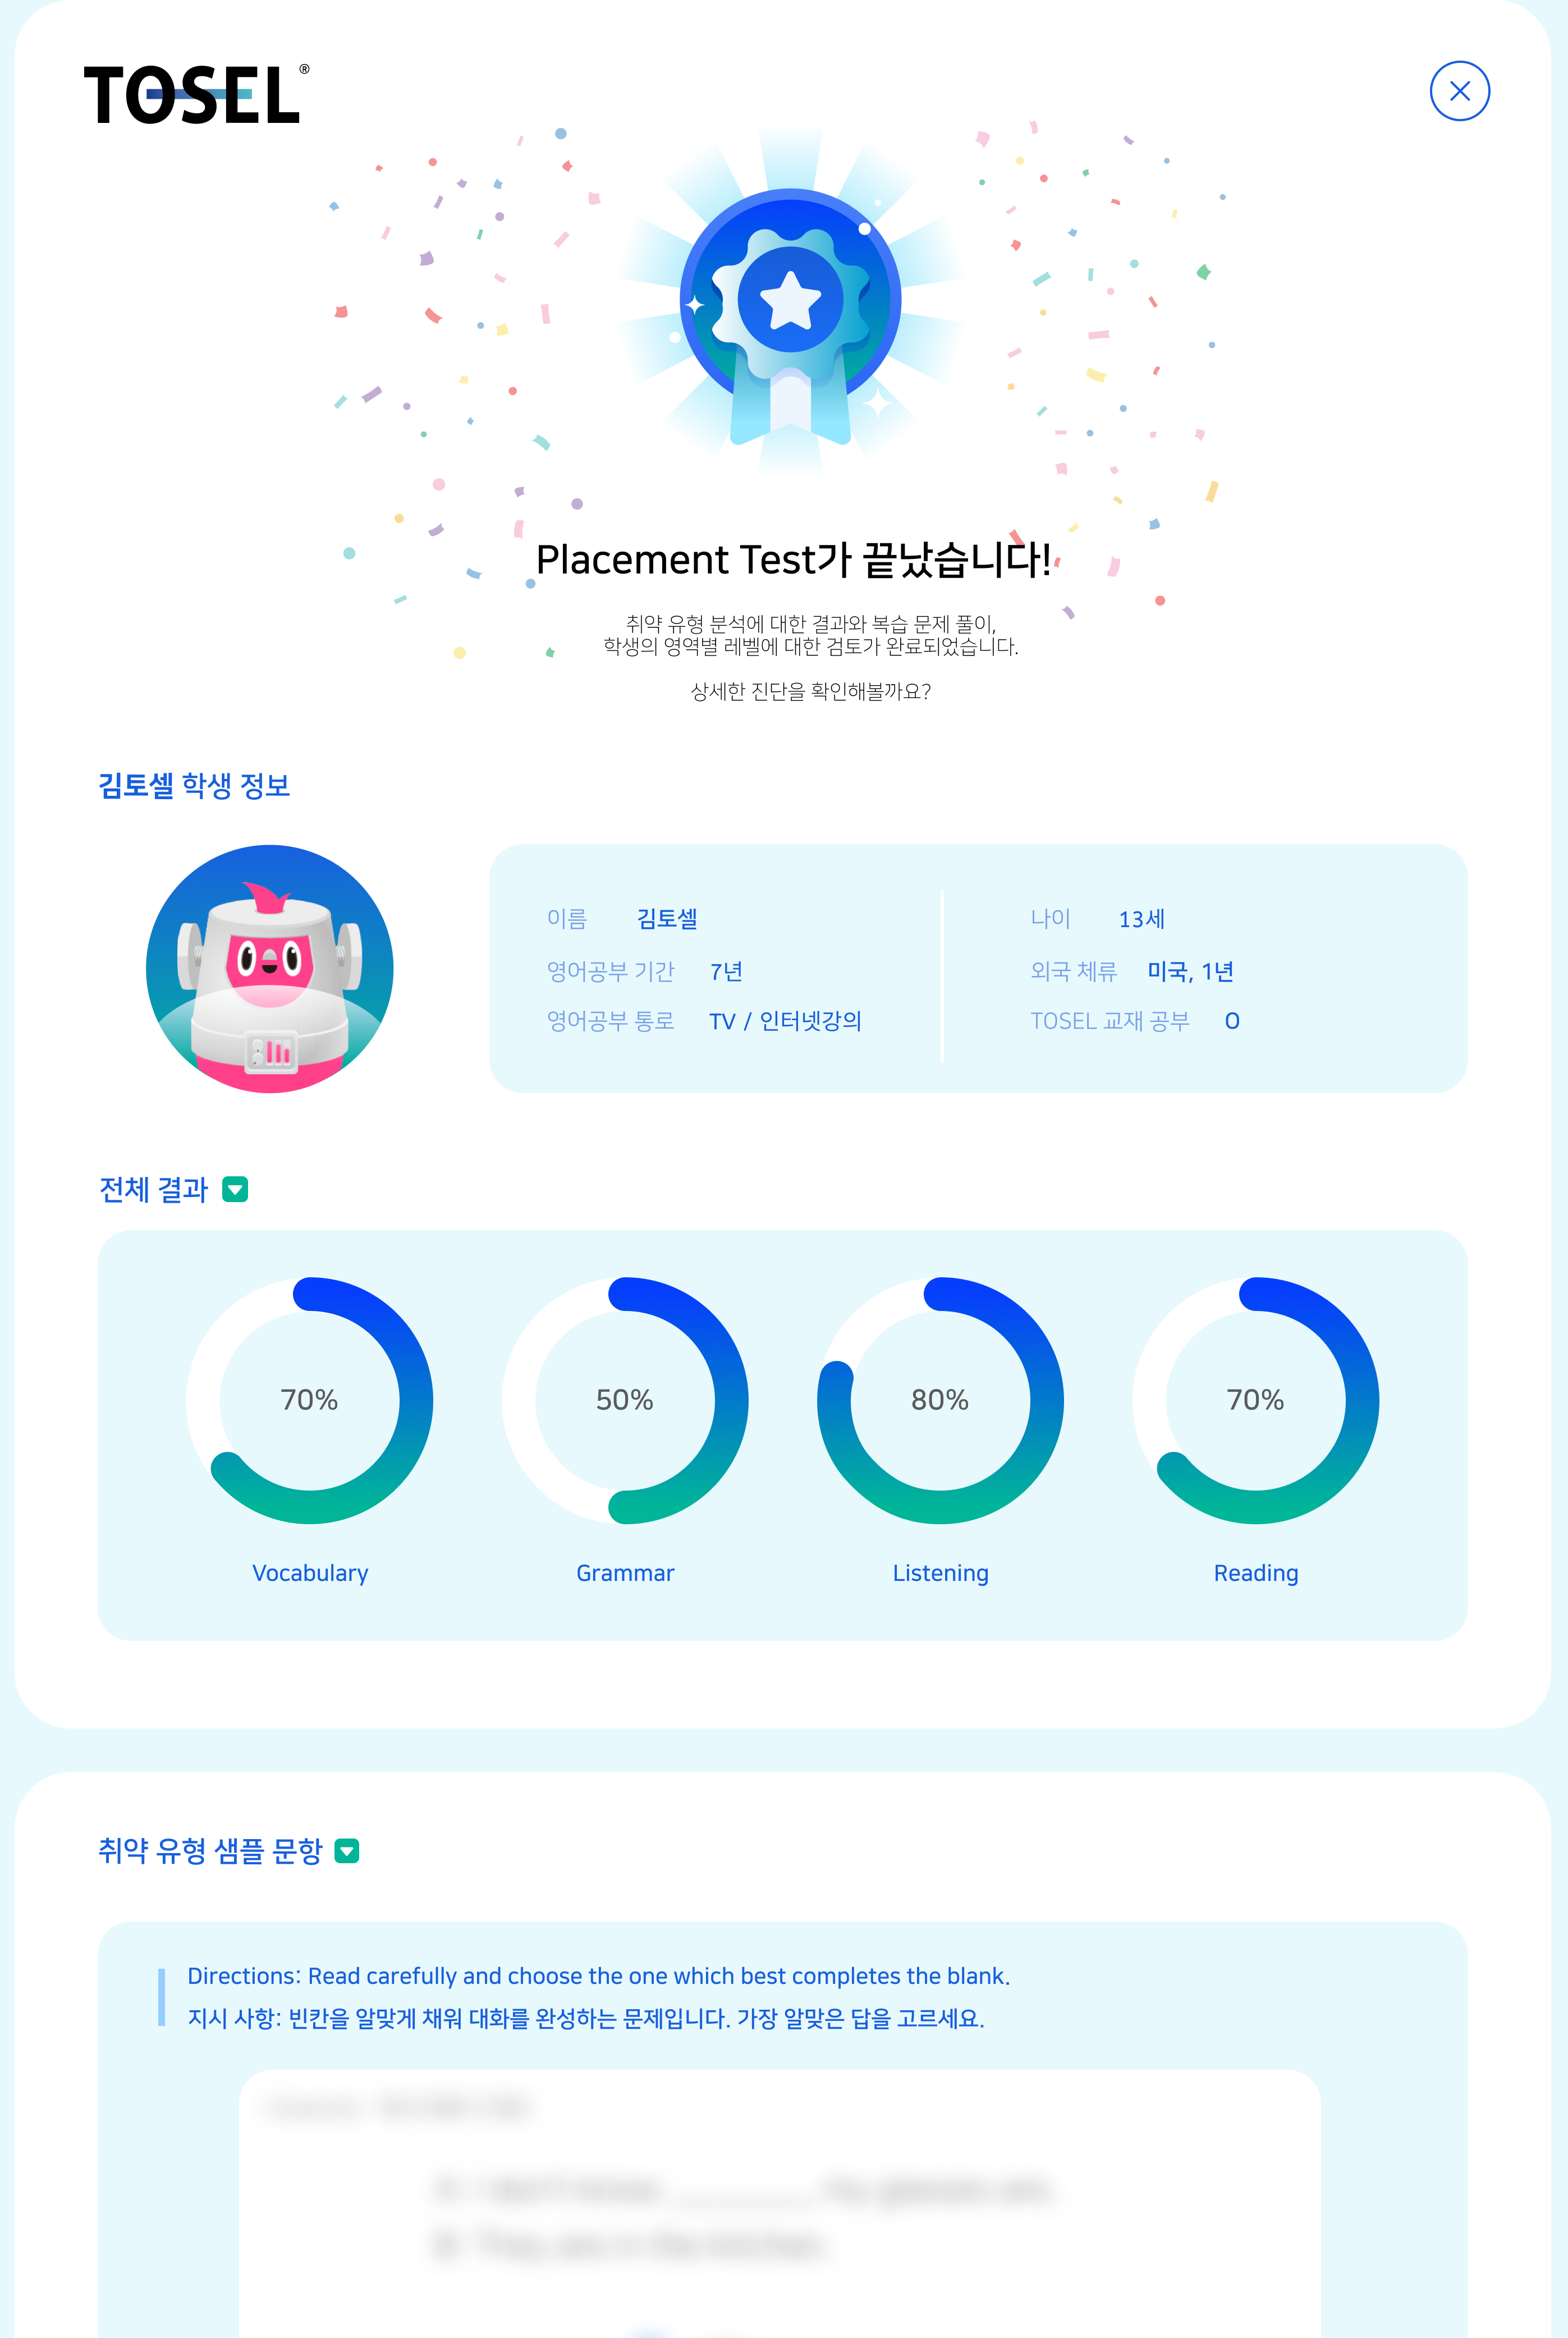 TOSEL®
Placement Test가 끝났습니다!
취약 유형 분석에 대한 결과와 복습 문제 풀이,
학생의 영역별 레벨에 대한 검토가 완료되었습니다.
상세한 진단을 확인해볼까요?
김토셀 학생 정보
이름 김토셀
나이 13세
영어공부 기간 7년
외국 체류 미국, 1년
영어공부 통로 TV / 인터넷강의
TOSEL 교재 공부 O
전체 결과
70% 50% 80% 70%
Vocabulary Grammar Listening Reading
취약 유형 샘플 문항
Directions: Read carefully and choose the one which best completes the blank.
지시 사항: 빈칸을 알맞게 채워 대화를 완성하는 문제입니다. 가장 알맞은 답을 고르세요.